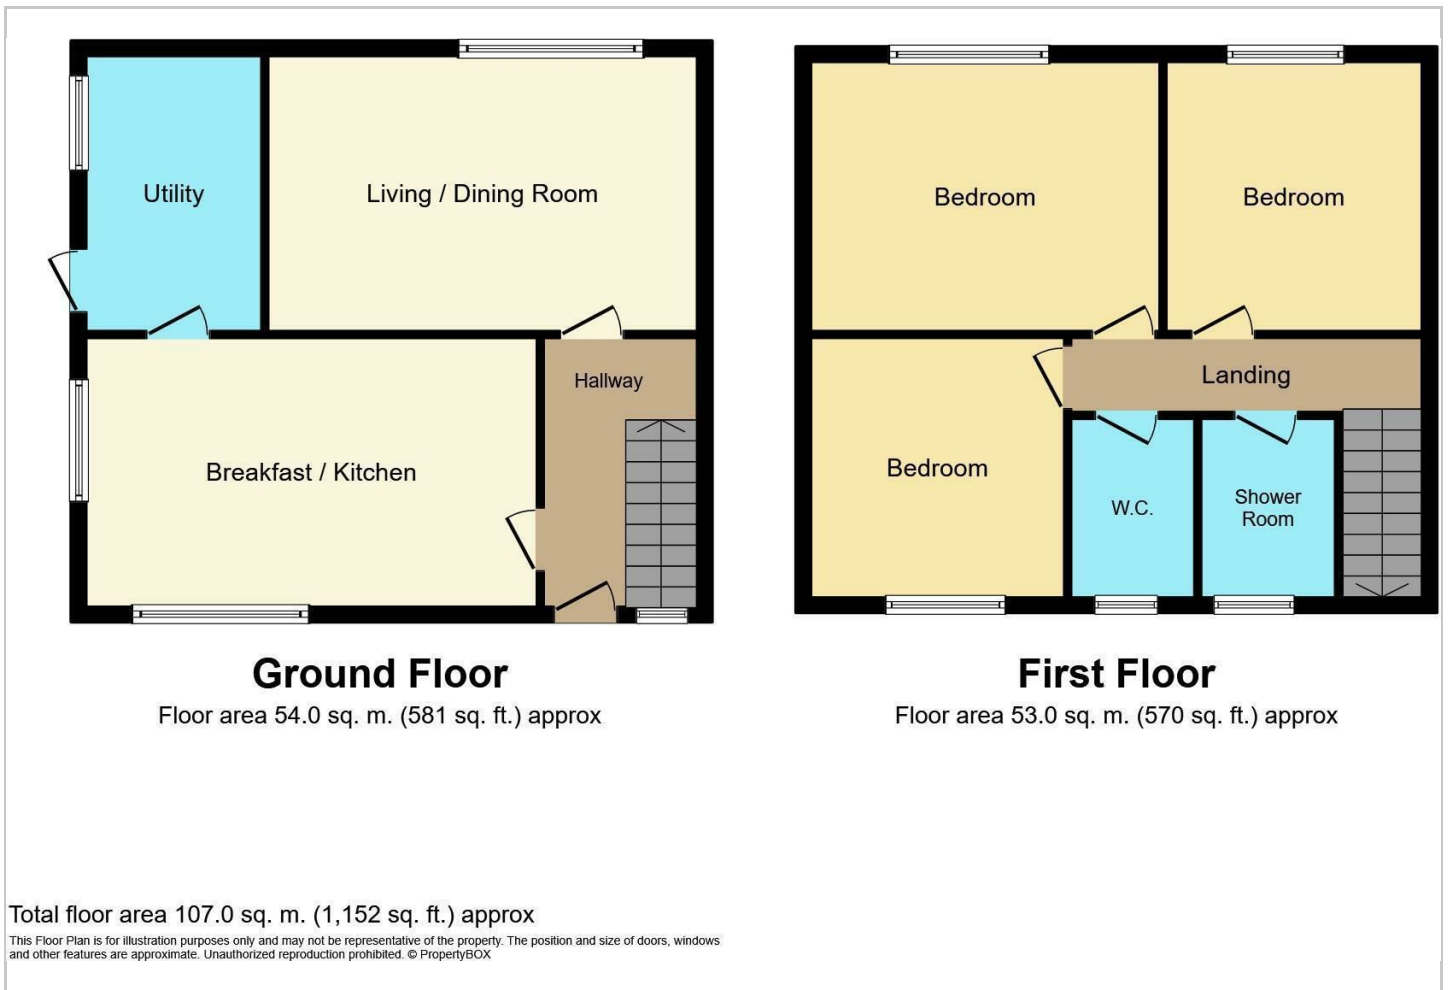 Utility
Living / Dining Room
Hallway
Breakfast / Kitchen
Ground Floor
Floor area 54.0 sq. m. (581 sq. ft.) approx
Bedroom
Bedroom
Landing
Bedroom
W.C.
Shower
Room
First Floor
Floor area 53.0 sq. m. (570 sq. ft.) approx
Total floor area 107.0 sq. m. (1,152 sq. ft.) approx
This Floor Plan is for illustration purposes only and may not be representative of the property. The position and size of doors, windows
and other features are approximate. Unauthorized reproduction prohibited. © PropertyBOX